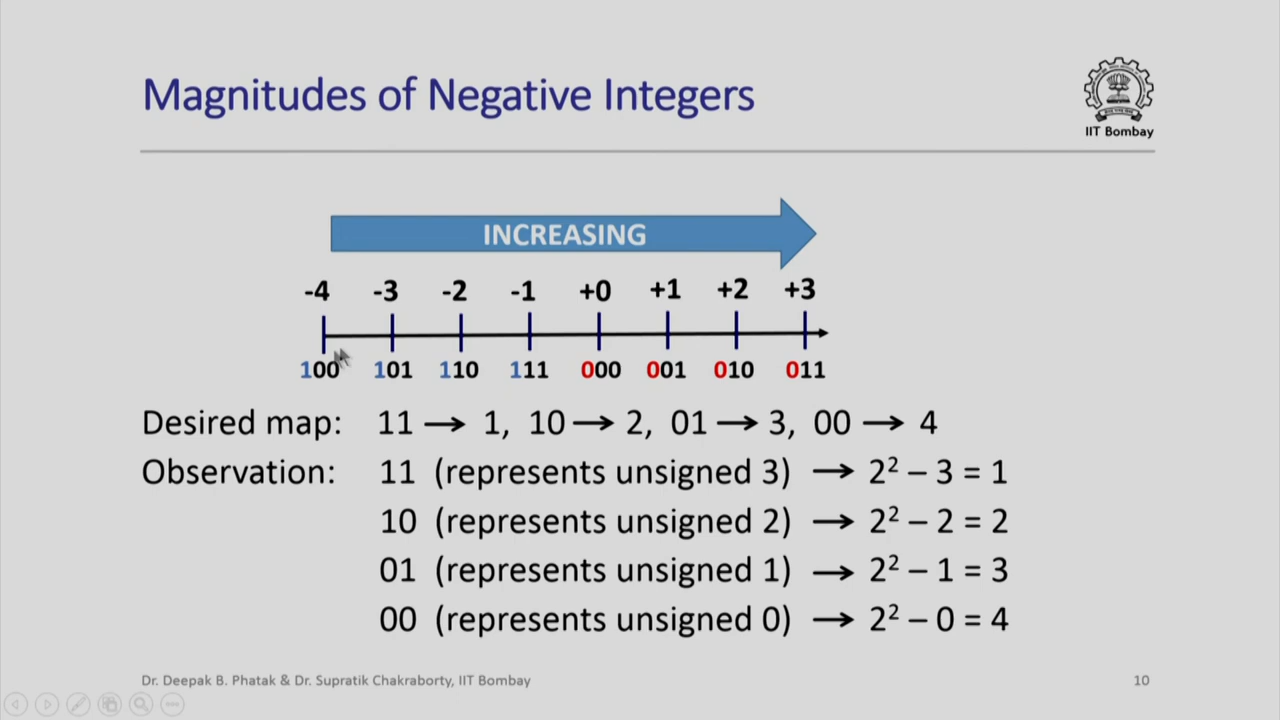 Magnitudes of Negative Integers
IIT Bombay
INCREASING
-4 -3 -2 -1 +0 +1 +2 +3
100 101 110 111 000 001 010 011
Desired map: 11 → 1, 10 → 2, 01 → 3, 00 → 4
Observation: 11 (represents unsigned 3) → 2² – 3 = 1
10 (represents unsigned 2) → 2² – 2 = 2
01 (represents unsigned 1) → 2² – 1 = 3
00 (represents unsigned 0) → 2² – 0 = 4
Dr. Deepak B. Phatak & Dr. Supratik Chakraborty, IIT Bombay 10